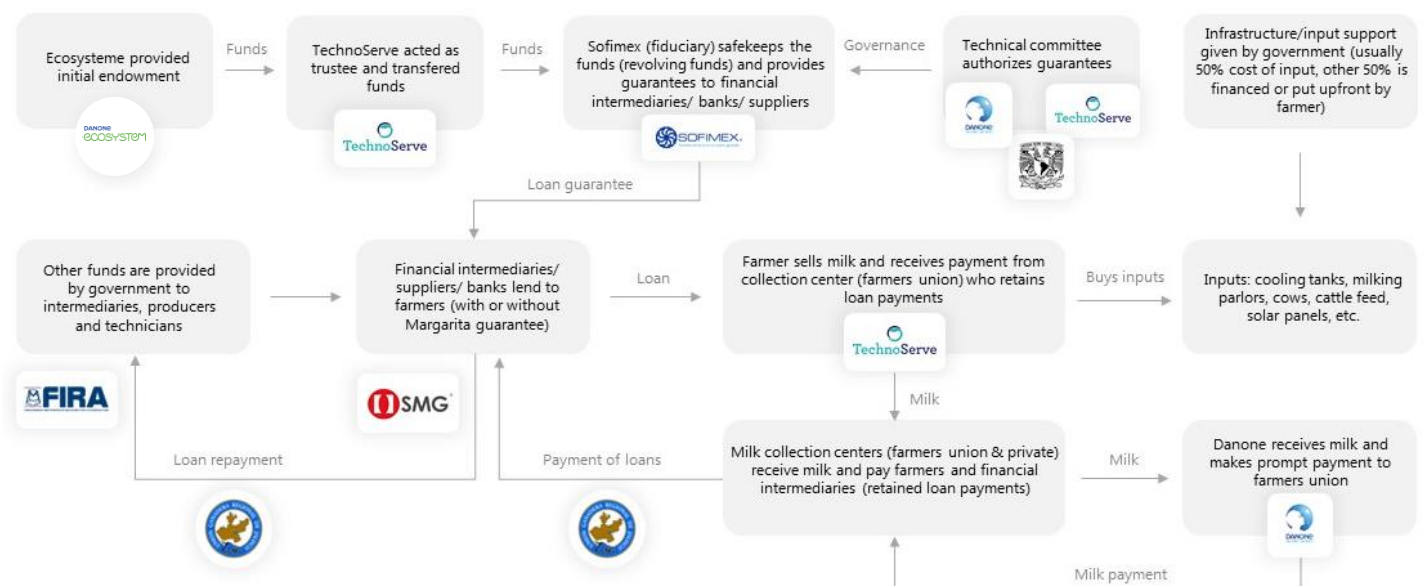 Ecosysteme provided
initial endowment
DANONE
ecosystem
Funds
TechnoServe acted as
trustee and transfered
funds
TechnoServe
Funds
Sofimex (fiduciary) safekeeps the
funds (revolving funds) and provides
guarantees to financial
intermediaries/ banks/ suppliers
SOFIMEX
Governance
Technical committee
authorizes guarantees
DANONE
TechnoServe
Infrastructure/input support
given by government (usually
50% cost of input, other 50% is
financed or put upfront by
farmer)
Loan guarantee
Other funds are provided
by government to
intermediaries, producers
and technicians
FIRA
Financial intermediaries/
suppliers/ banks lend to
farmers (with or without
Margarita guarantee)
SMG
Loan
Farmer sells milk and receives payment from
collection center (farmers union) who retains
loan payments
TechnoServe
Buys inputs
Inputs: cooling tanks, milking
parlors, cows, cattle feed,
solar panels, etc.
Milk
Loan repayment
Payment of loans
Milk collection centers (farmers union & private)
receive milk and pay farmers and financial
intermediaries (retained loan payments)
Milk
Danone receives milk and
makes prompt payment to
farmers union
DANONE
Milk payment